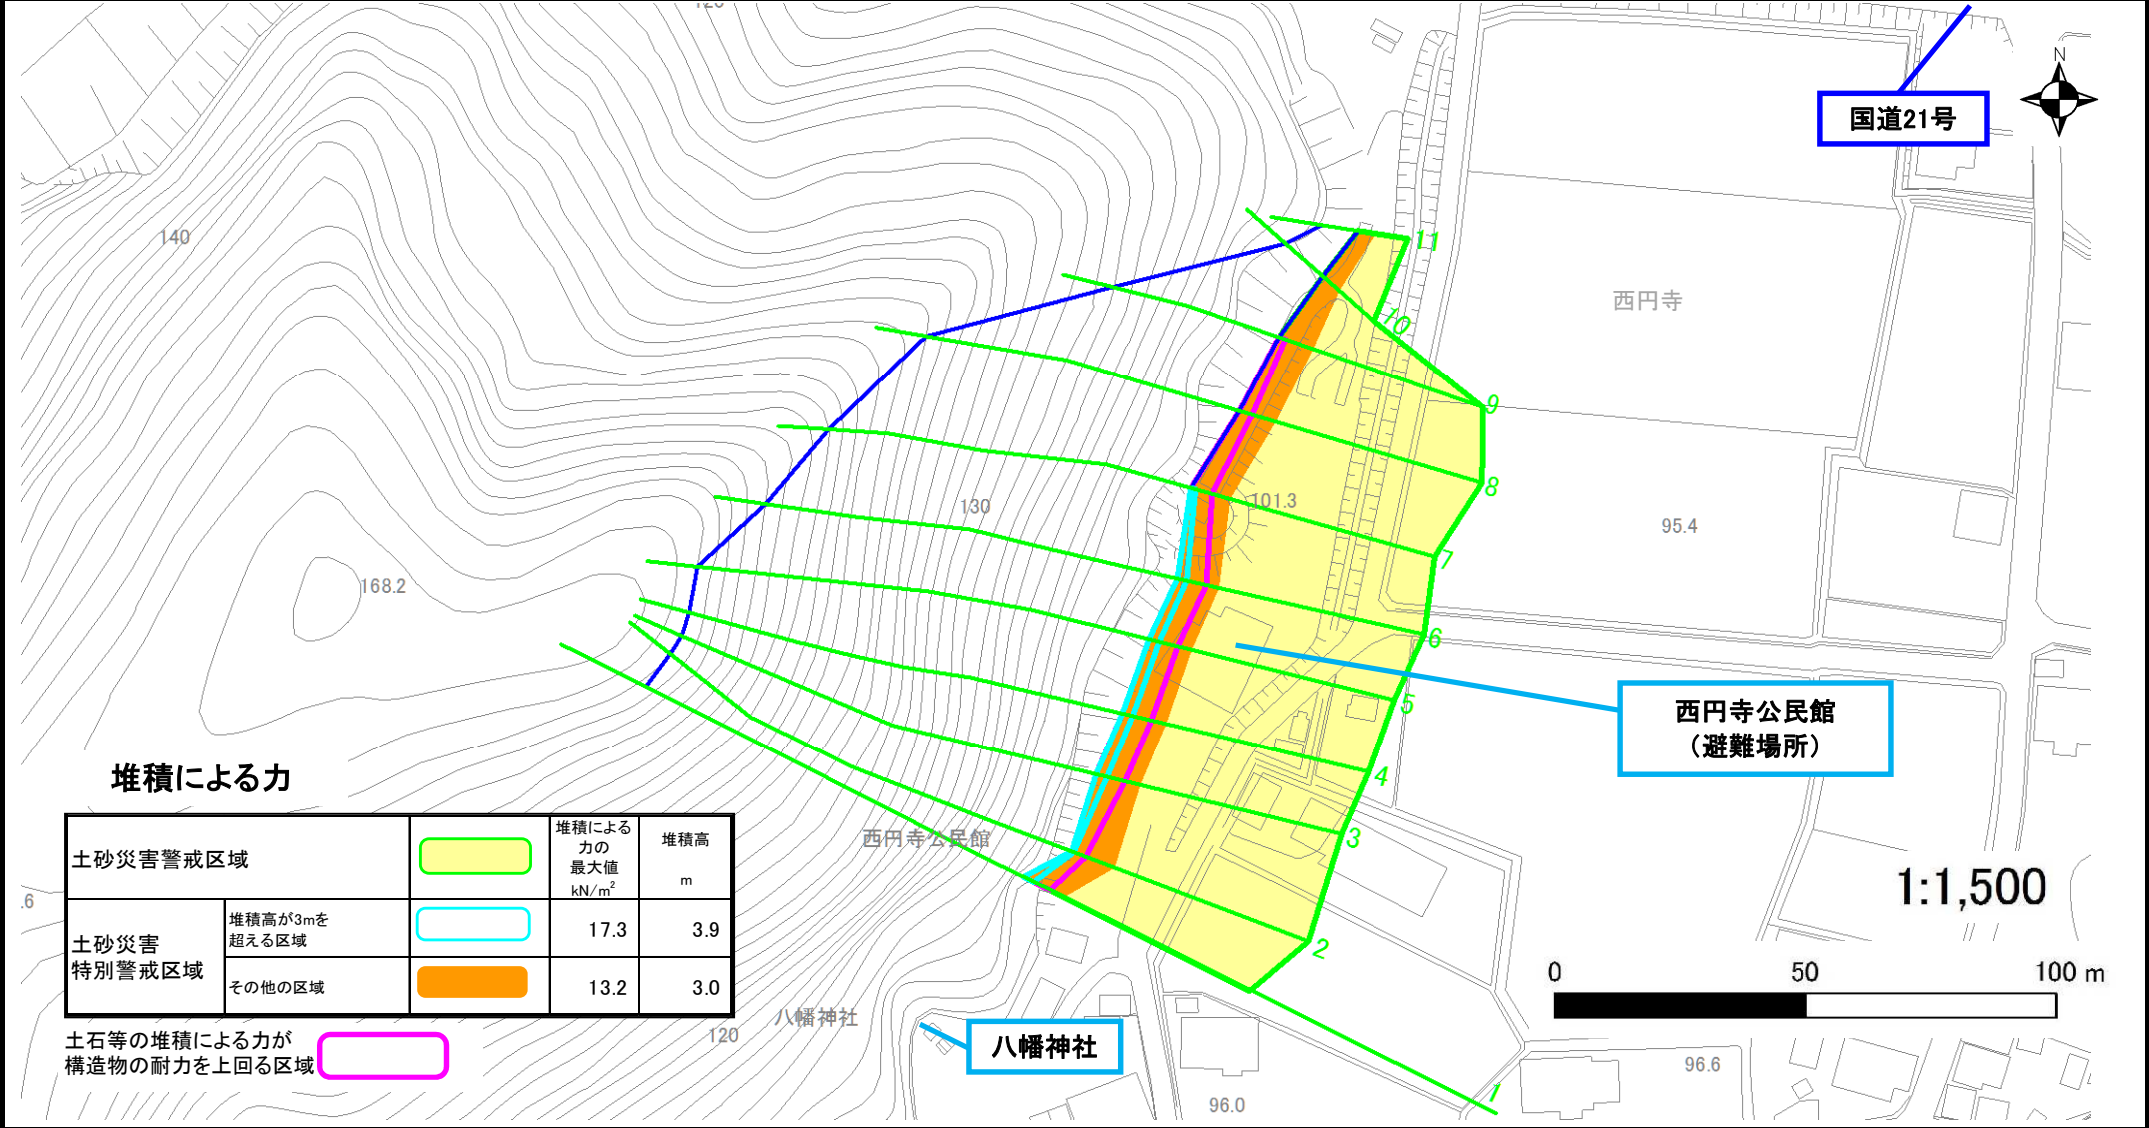 N
国道21号
140
11
10
西円寺
9
8
130
101.3
95.4
7
168.2
6
西円寺公民館
（避難場所）
5
4
3
堆積による力
土砂災害警戒区域
堆積による
力の
最大値
kN/m²
堆積高
m
西円寺公民館
1:1,500
.6
土砂災害
特別警戒区域
堆積高が3mを
超える区域
17.3
3.9
その他の区域
13.2
3.0
2
0
50
100 m
八幡神社
120
土石等の堆積による力が
構造物の耐力を上回る区域
八幡神社
96.6
1
96.0